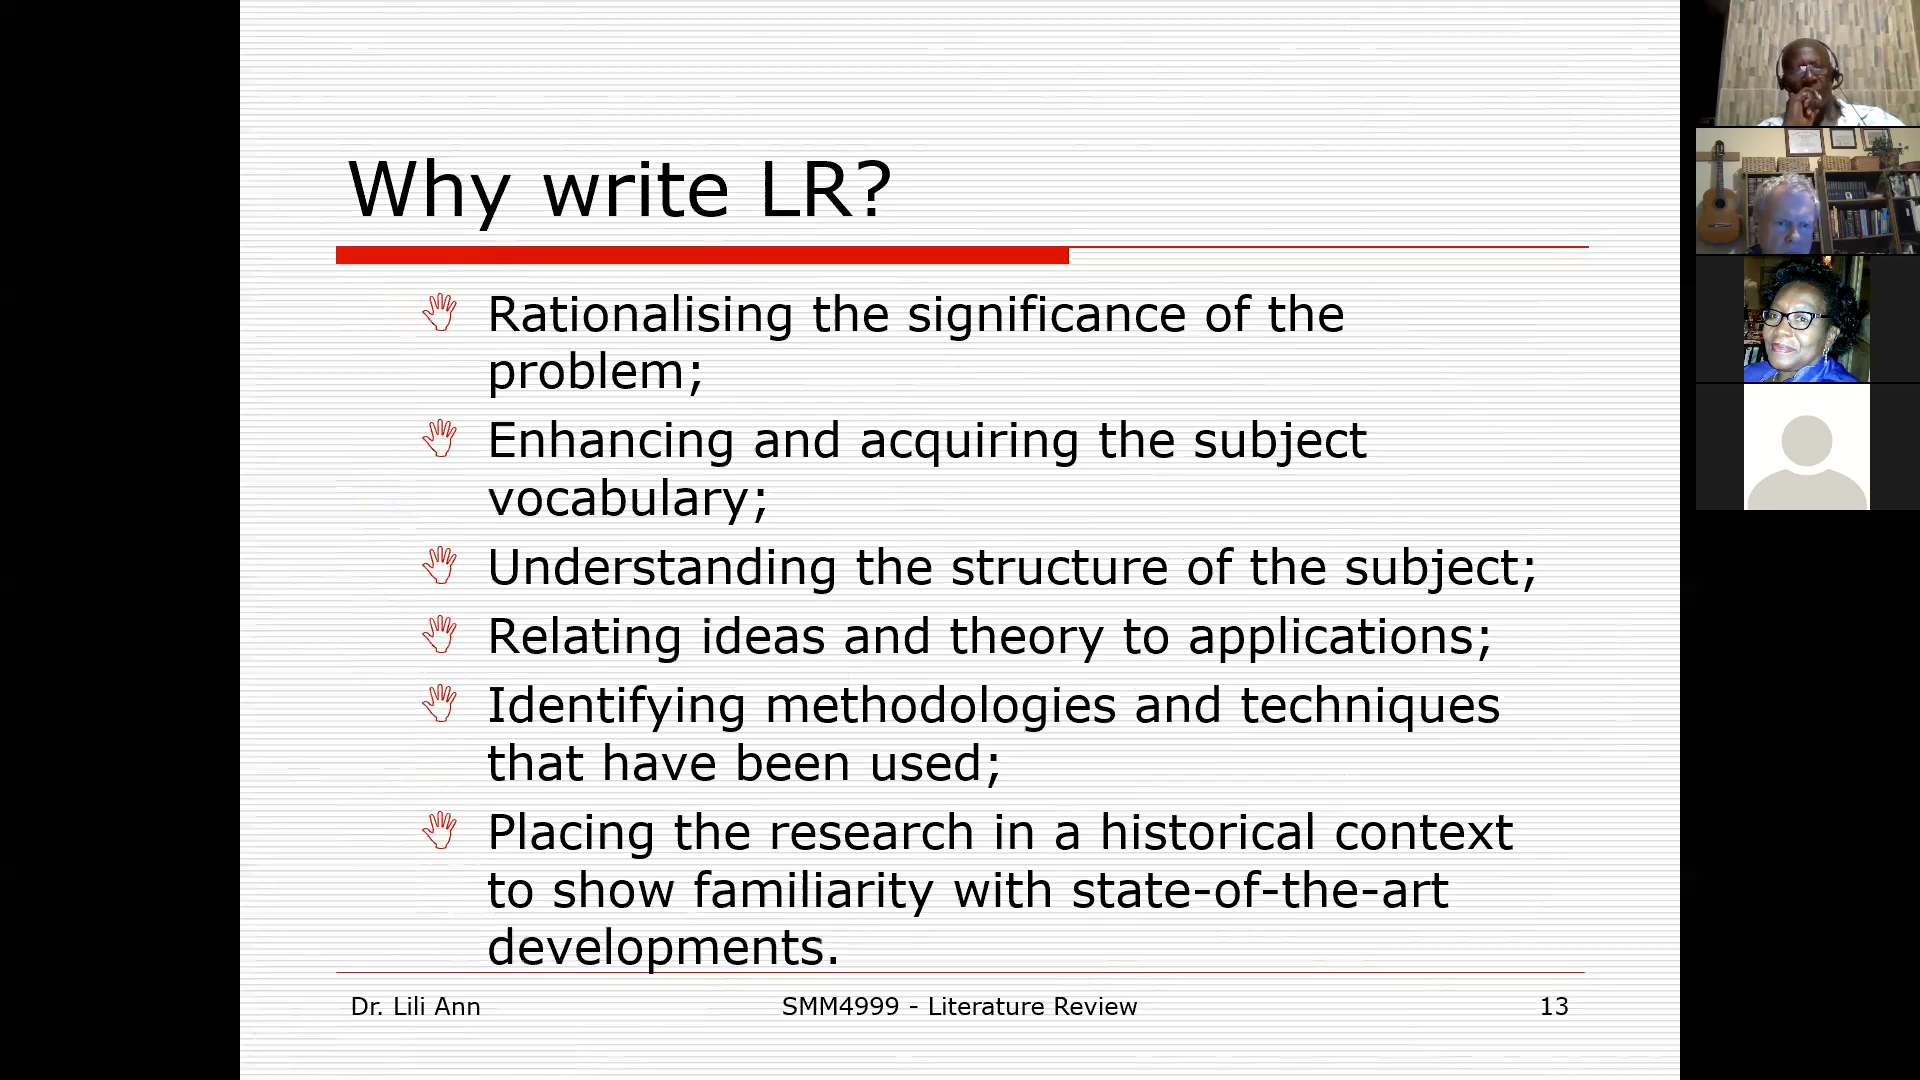 Why write LR?
Rationalising the significance of the
problem;
Enhancing and acquiring the subject
vocabulary;
Understanding the structure of the subject;
Relating ideas and theory to applications;
Identifying methodologies and techniques
that have been used;
Placing the research in a historical context
to show familiarity with state-of-the-art
developments.
Dr. Lili Ann
SMM4999 - Literature Review
13